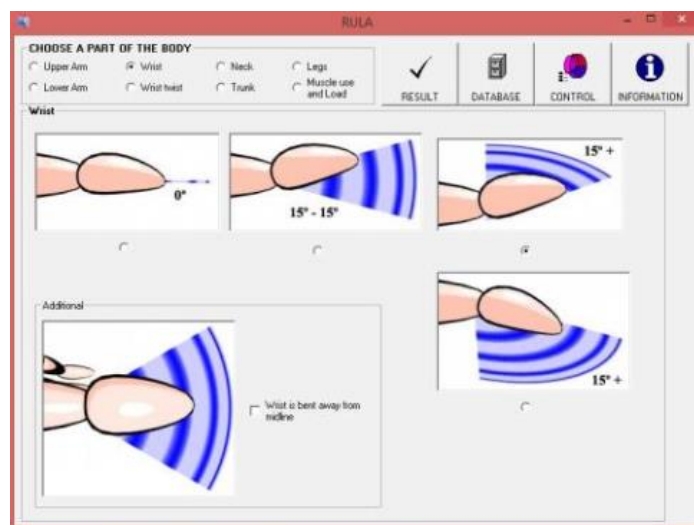 RULA
CHOOSE A PART OF THE BODY
Upper Arm
Wrist
Neck
Legs
Lower Arm
Wrist twist
Trunk
Muscle use
and Load
RESULT
DATABASE
CONTROL
INFORMATION
Wrist
0°
15° - 15°
15° +
Additional
Wrist is bent away from
midline
15° +